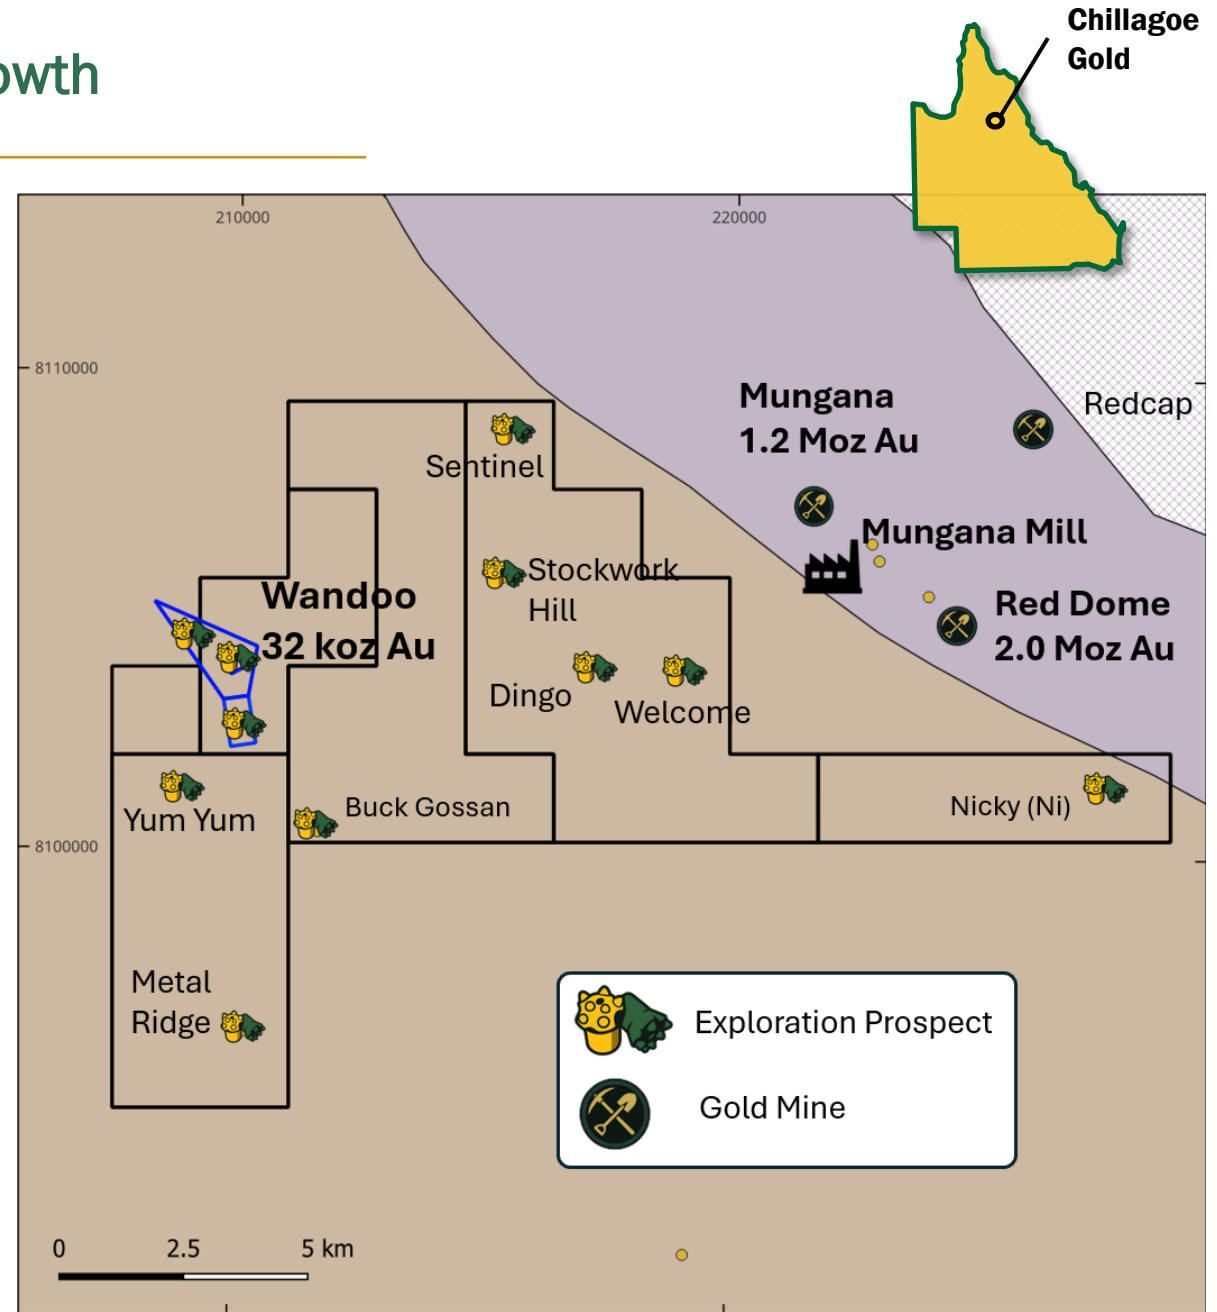 Chillagoe
Gold
owth
210000
220000
8110000
Mungana
1.2 Moz Au
Redcap
Sentinel
Mungana Mill
Stockwork
Hill
Wandoo
32 koz Au
Red Dome
2.0 Moz Au
Dingo
Welcome
Yum Yum
Buck Gossan
Nicky (Ni)
8100000
Metal
Ridge
Exploration Prospect
Gold Mine
0 2.5 5 km